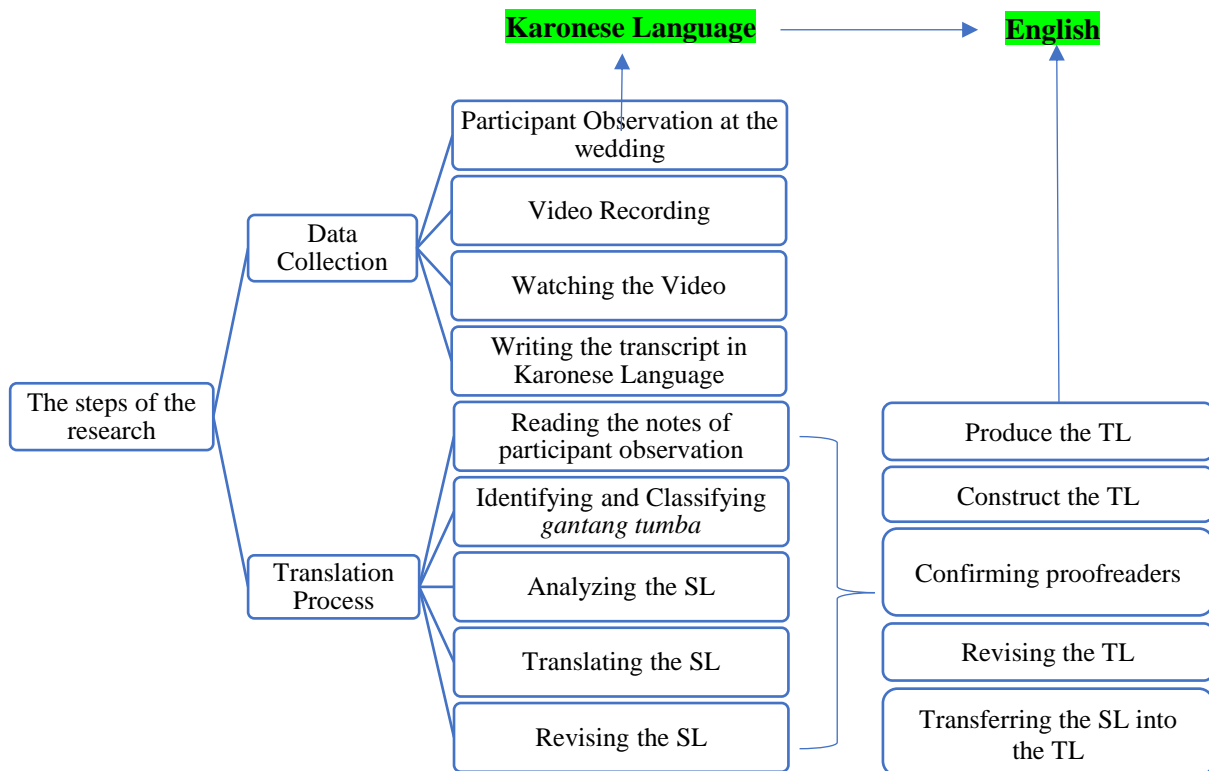 Karonese Language
English
Participant Observation at the
wedding
Video Recording
Data
Collection
Watching the Video
Writing the transcript in
Karonese Language
The steps of the
research
Reading the notes of
participant observation
Identifying and Classifying
gantang tumba
Translation
Process
Analyzing the SL
Translating the SL
Revising the SL
Produce the TL
Construct the TL
Confirming proofreaders
Revising the TL
Transferring the SL into
the TL